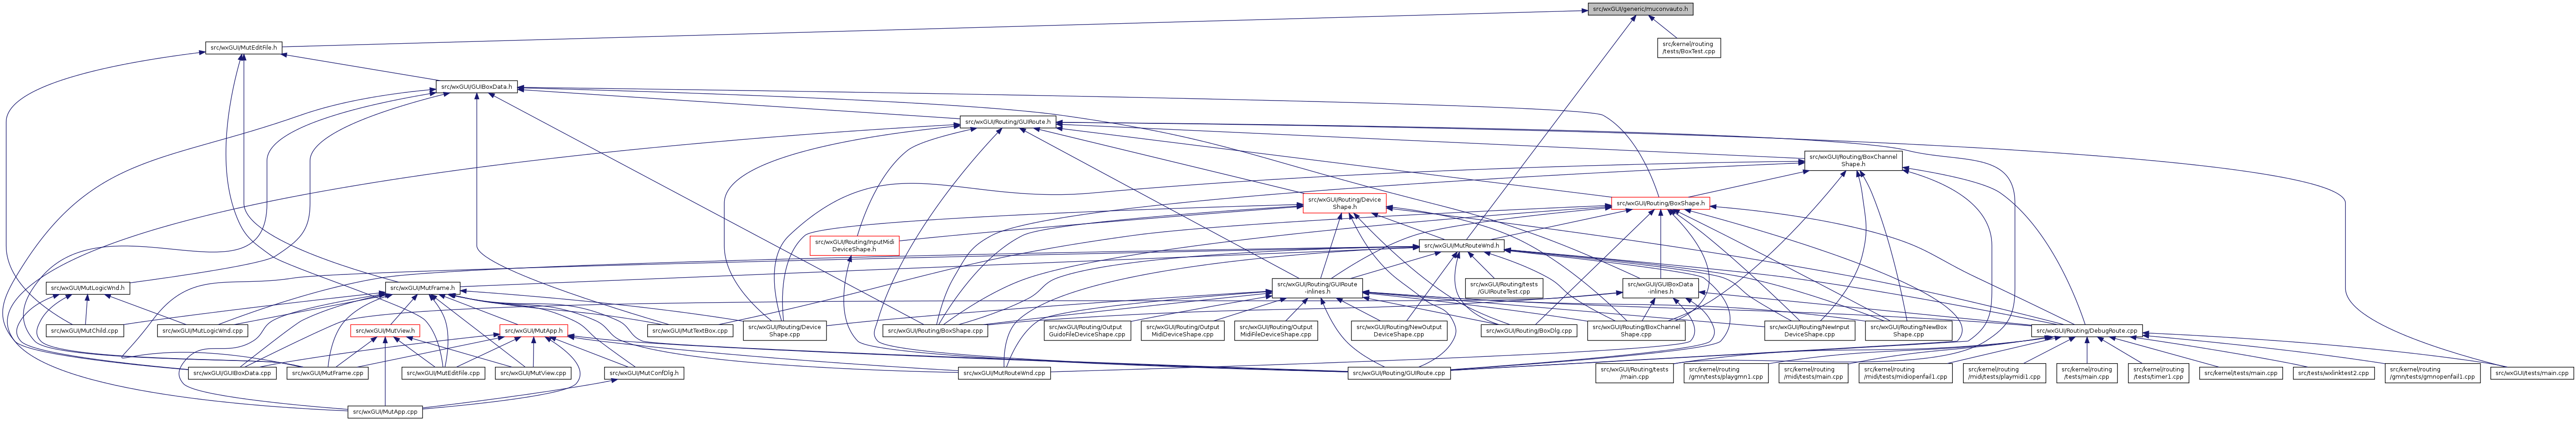 src/wxGUI/generic/muconvauto.h
src/wxGUI/MutEditFile.h
src/kernel/routing
/tests/BoxTest.cpp
src/wxGUI/GUIBoxData.h
src/wxGUI/Routing/GUIRoute.h
src/wxGUI/Routing/BoxChannel
Shape.h
src/wxGUI/Routing/Device
Shape.h
src/wxGUI/Routing/BoxShape.h
src/wxGUI/Routing/InputMidi
DeviceShape.h
src/wxGUI/MutRouteWnd.h
src/wxGUI/MutLogicWnd.h
src/wxGUI/MutFrame.h
src/wxGUI/Routing/GUIRoute
-inlines.h
src/wxGUI/Routing/tests
/GUIRouteTest.cpp
src/wxGUI/GUIBoxData
-inlines.h
src/wxGUI/MutChild.cpp
src/wxGUI/MutLogicWnd.cpp
src/wxGUI/MutView.h
src/wxGUI/MutApp.h
src/wxGUI/MutTextBox.cpp
src/wxGUI/Routing/Device
Shape.cpp
src/wxGUI/Routing/BoxShape.cpp
src/wxGUI/Routing/Output
GuidoFileDeviceShape.cpp
src/wxGUI/Routing/Output
MidiDeviceShape.cpp
src/wxGUI/Routing/Output
MidiFileDeviceShape.cpp
src/wxGUI/Routing/NewOutput
DeviceShape.cpp
src/wxGUI/Routing/BoxDlg.cpp
src/wxGUI/Routing/BoxChannel
Shape.cpp
src/wxGUI/Routing/NewInput
DeviceShape.cpp
src/wxGUI/Routing/NewBox
Shape.cpp
src/wxGUI/Routing/DebugRoute.cpp
src/wxGUI/GUIBoxData.cpp
src/wxGUI/MutFrame.cpp
src/wxGUI/MutEditFile.cpp
src/wxGUI/MutView.cpp
src/wxGUI/MutConfDlg.h
src/wxGUI/MutRouteWnd.cpp
src/wxGUI/Routing/GUIRoute.cpp
src/wxGUI/Routing/tests
/main.cpp
src/kernel/routing
/gmn/tests/playgmn1.cpp
src/kernel/routing
/midi/tests/main.cpp
src/kernel/routing
/midi/tests/midiopenfail1.cpp
src/kernel/routing
/midi/tests/playmidi1.cpp
src/kernel/routing
/tests/main.cpp
src/kernel/routing
/tests/timer1.cpp
src/kernel/tests/main.cpp
src/tests/wxlinktest2.cpp
src/kernel/routing
/gmn/tests/gmnopenfail1.cpp
src/wxGUI/tests/main.cpp
src/wxGUI/MutApp.cpp